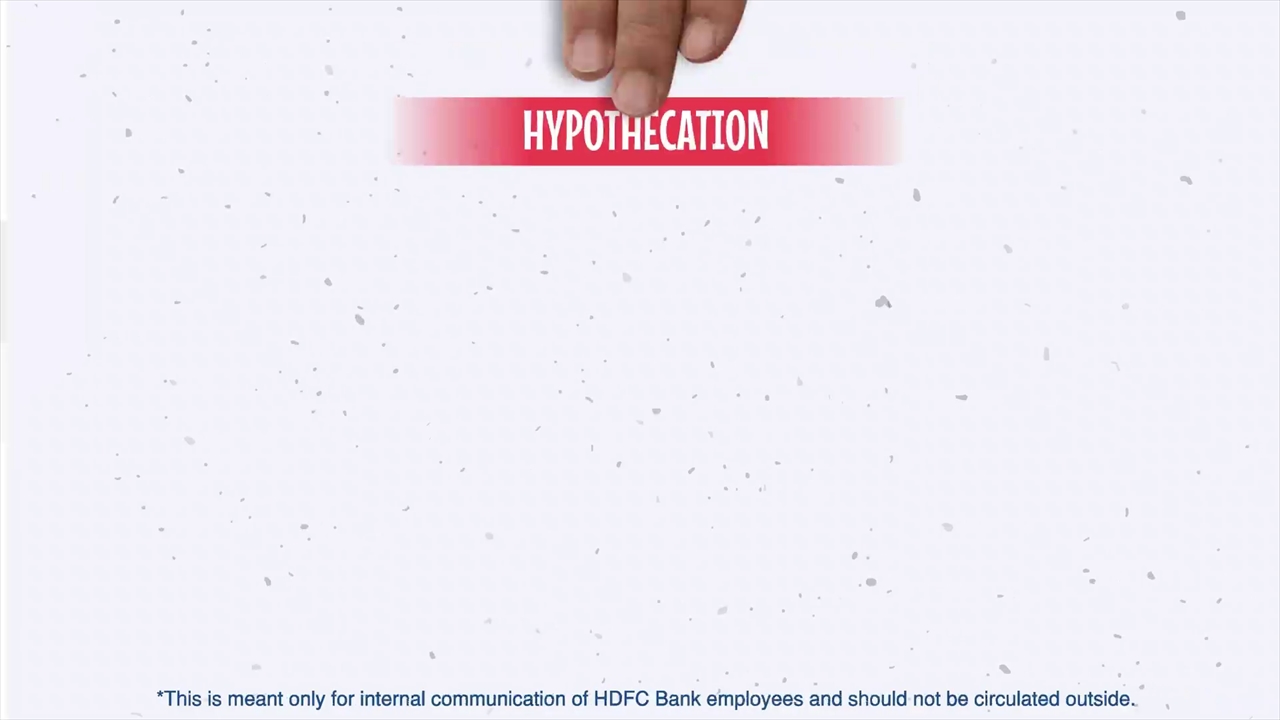 HYPOTHECATION
*This is meant only for internal communication of HDFC Bank employees and should not be circulated outside.